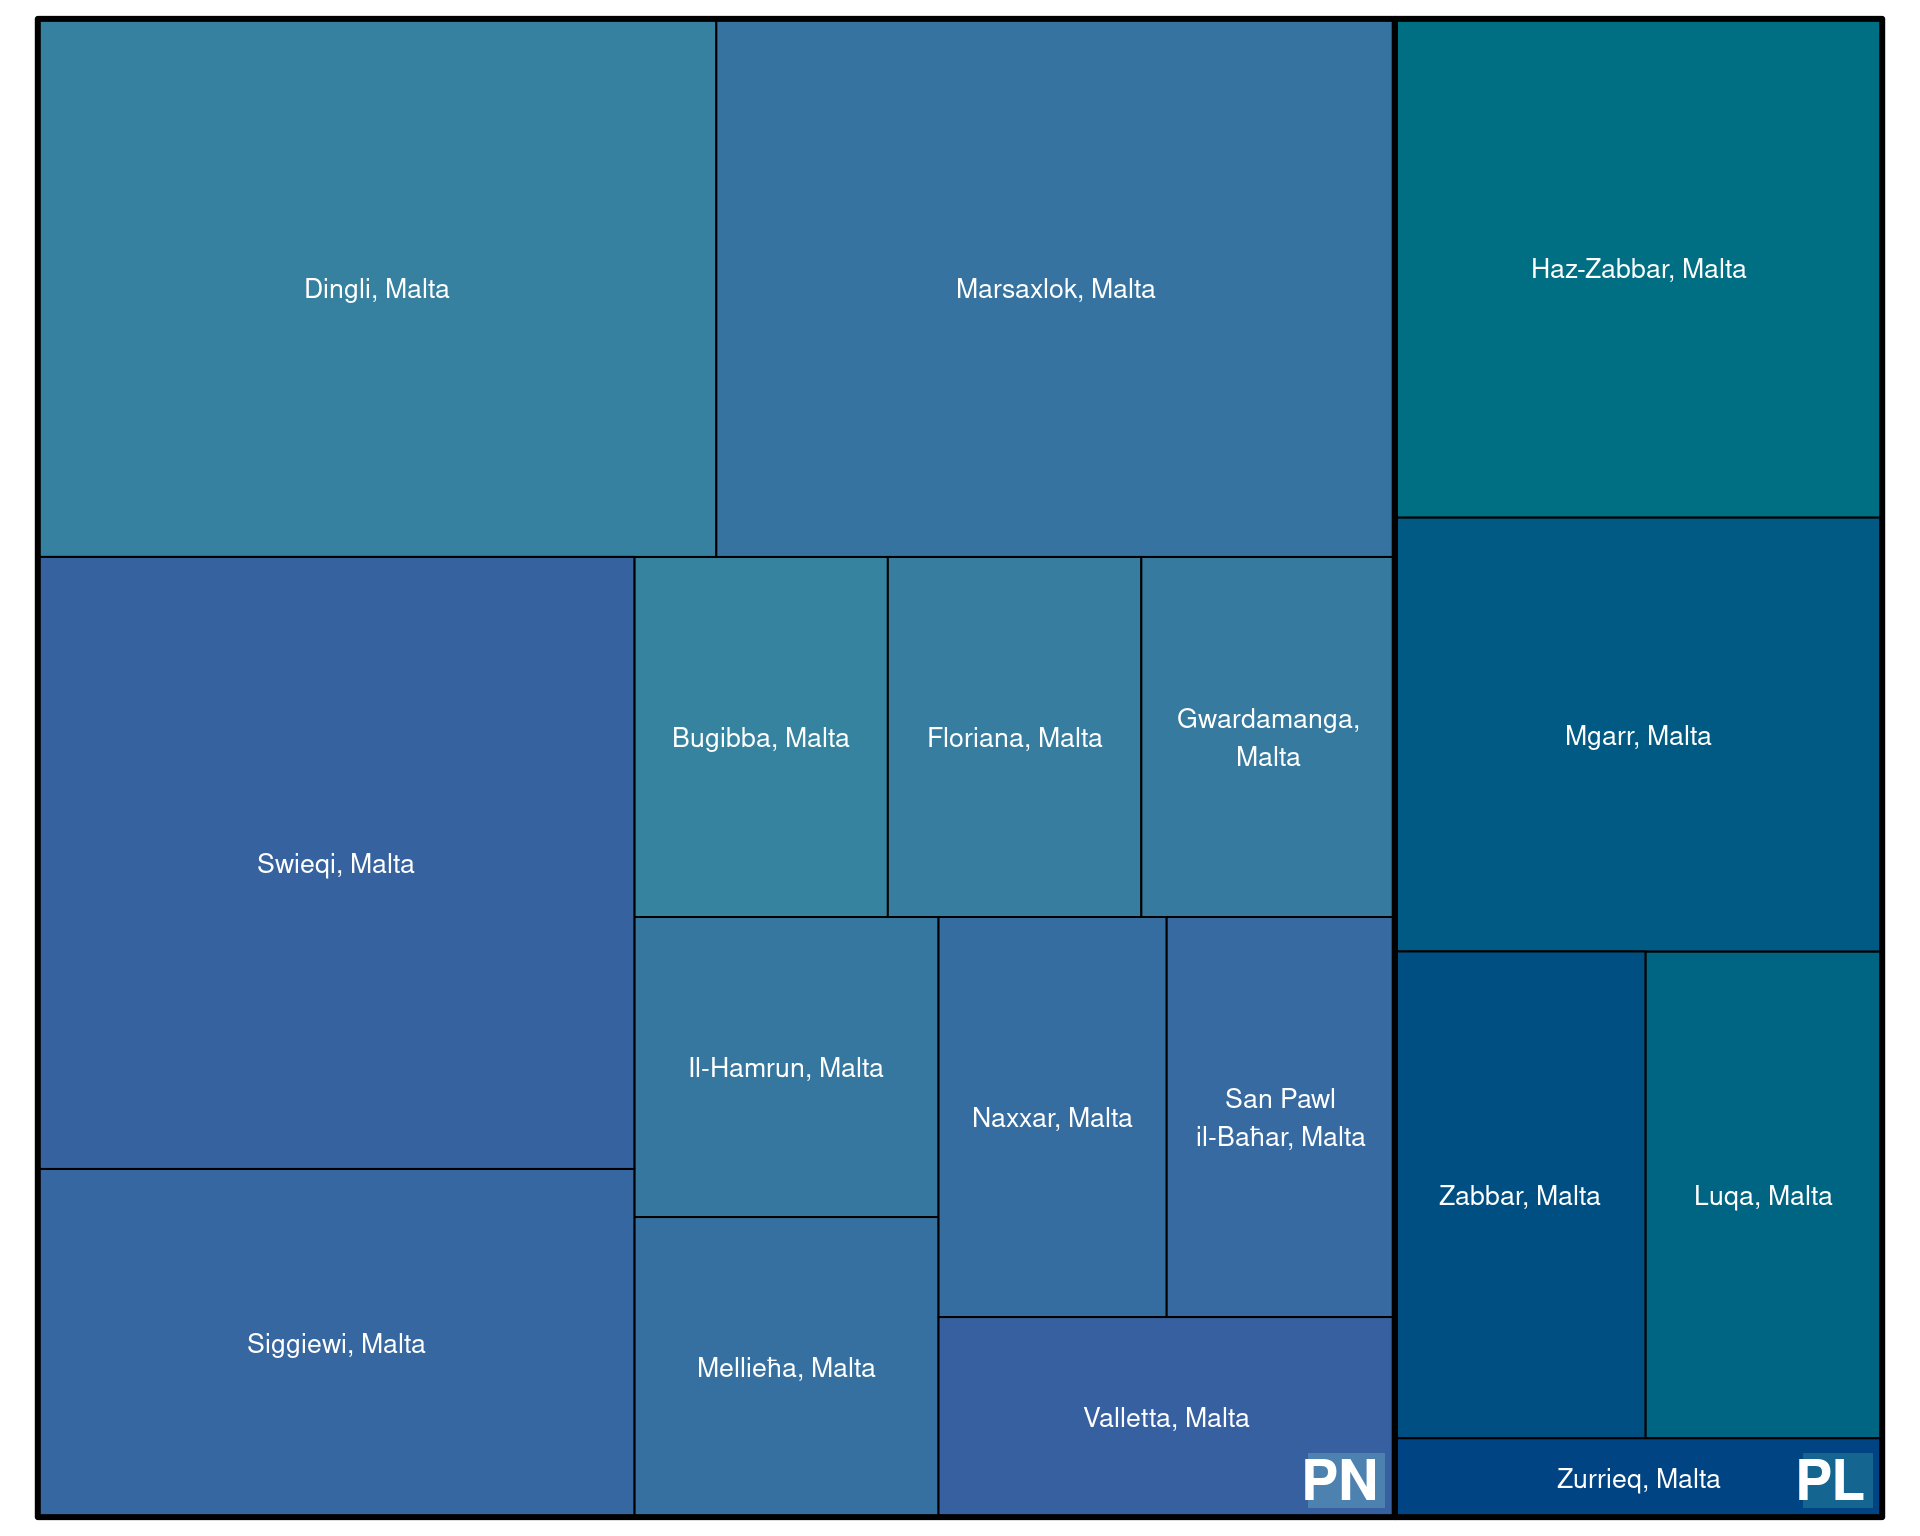 Dingli, Malta
Marsaxlok, Malta
Haz-Zabbar, Malta
Mgarr, Malta
Swieqi, Malta
Bugibba, Malta
Floriana, Malta
Gwardamanga,
Malta
Il-Hamrun, Malta
Naxxar, Malta
San Pawl
il-Baħar, Malta
Zabbar, Malta
Luqa, Malta
Siggiewi, Malta
Mellieħa, Malta
Valletta, Malta
PN
Zurrieq, Malta
PL